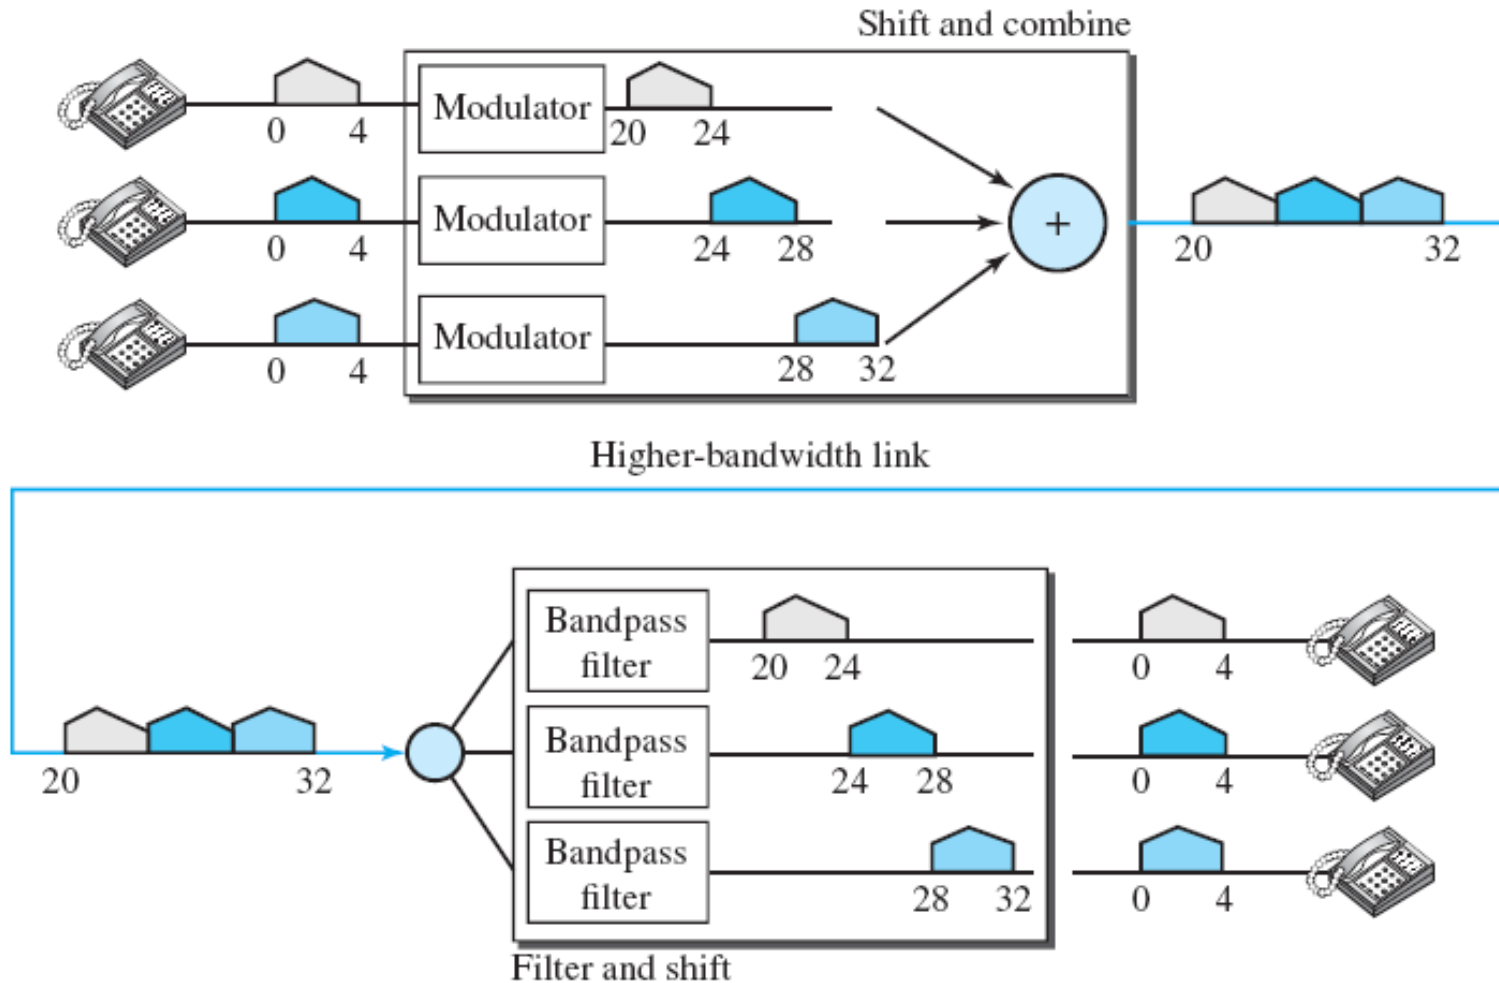 Shift and combine
0 4 Modulator 20 24
0 4 Modulator 24 28 + 20 32
0 4 Modulator 28 32
Higher-bandwidth link
Bandpass
filter 20 24 0 4
20 32 Bandpass
filter 24 28 0 4
Bandpass
filter 28 32 0 4
Filter and shift